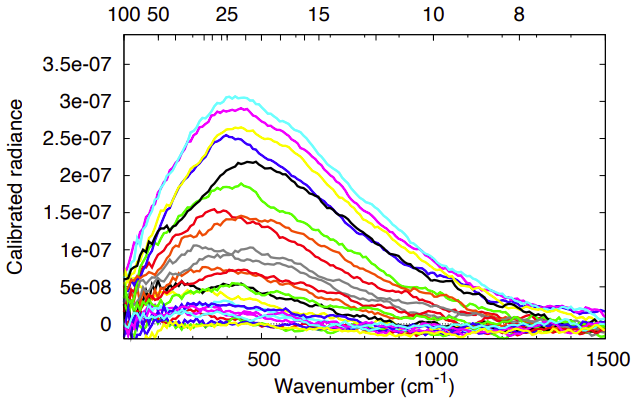 100 50 25 15 10 8
3.5e-07
3e-07
2.5e-07
2e-07
1.5e-07
1e-07
5e-08
0
Calibrated radiance
500 1000 1500
Wavenumber (cm-1)